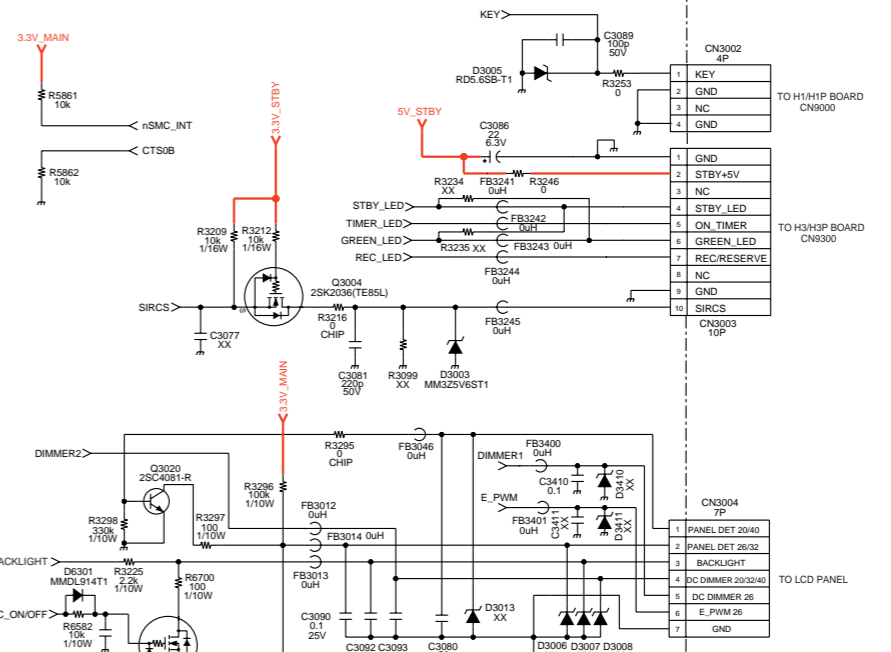 KEY
3.3V_MAIN
R5861
10k
nSMC_INT
CTS0B
R5862
10k
3.3V_STBY
5V_STBY
C3089
100p
50V
D3005
RD5.6SB-T1
R3253
0
CN3002
4P
1 KEY
2 GND
3 NC
4 GND
TO H1/H1P BOARD
CN9000
C3086
22
6.3V
R3234
XX
FB3241
0uH
R3246
0
STBY_LED
TIMER_LED
GREEN_LED
REC_LED
FB3242
0uH
R3235 XX
FB3243 0uH
FB3244
0uH
1 GND
2 STBY+5V
3 NC
4 STBY_LED
5 ON_TIMER
6 GREEN_LED
7 REC/RESERVE
8 NC
9 GND
10 SIRCS
CN3003
10P
TO H3/H3P BOARD
CN9300
R3209
10k
1/16W
R3212
10k
1/16W
Q3004
2SK2036(TE85L)
SIRCS
S
C3077
XX
R3216
0
CHIP
C3081
220p
50V
R3099
XX
D3003
MM3Z5V6ST1
FB3245
0uH
3.3V_MAIN
DIMMER2
R3295
0
CHIP
FB3046
0uH
DIMMER1
FB3400
0uH
C3410
0.1
D3410
XX
E_PWM
FB3401
0uH
C3411
XX
D3411
XX
Q3020
2SC4081-R
R3296
100k
1/10W
R3298
330k
1/10W
R3297
100
1/10W
FB3012
0uH
FB3014 0uH
FB3013
0uH
CN3004
7P
1 PANEL DET 20/40
2 PANEL DET 26/32
3 BACKLIGHT
4 DC DIMMER 20/32/40
5 DC DIMMER 26
6 E_PWM 26
7 GND
TO LCD PANEL
ACKLIGHT
D6301
MMDL914T1
R3225
2.2k
1/10W
R6700
100
1/10W
C_ON/OFF
R6582
10k
1/10W
C3090
0.1
25V
C3092 C3093
C3080
D3013
XX
D3006 D3007 D3008